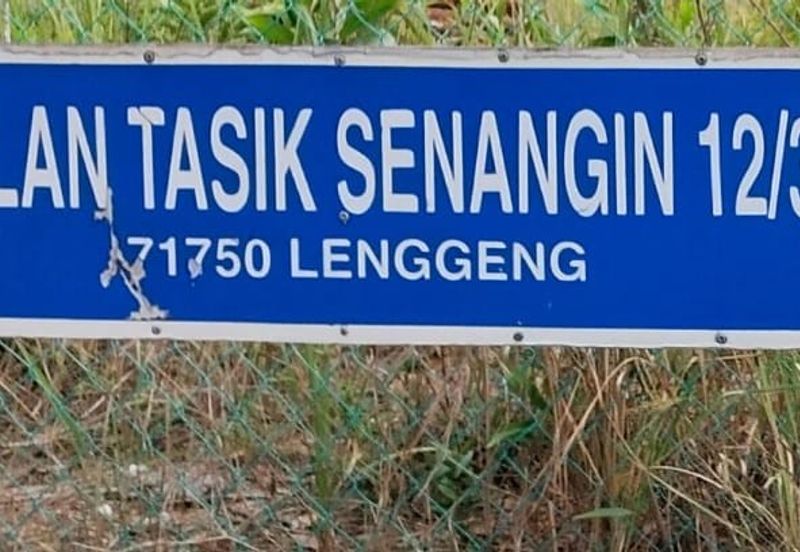 LAN TASIK SENANGIN 12/3
71750 LENGGENG